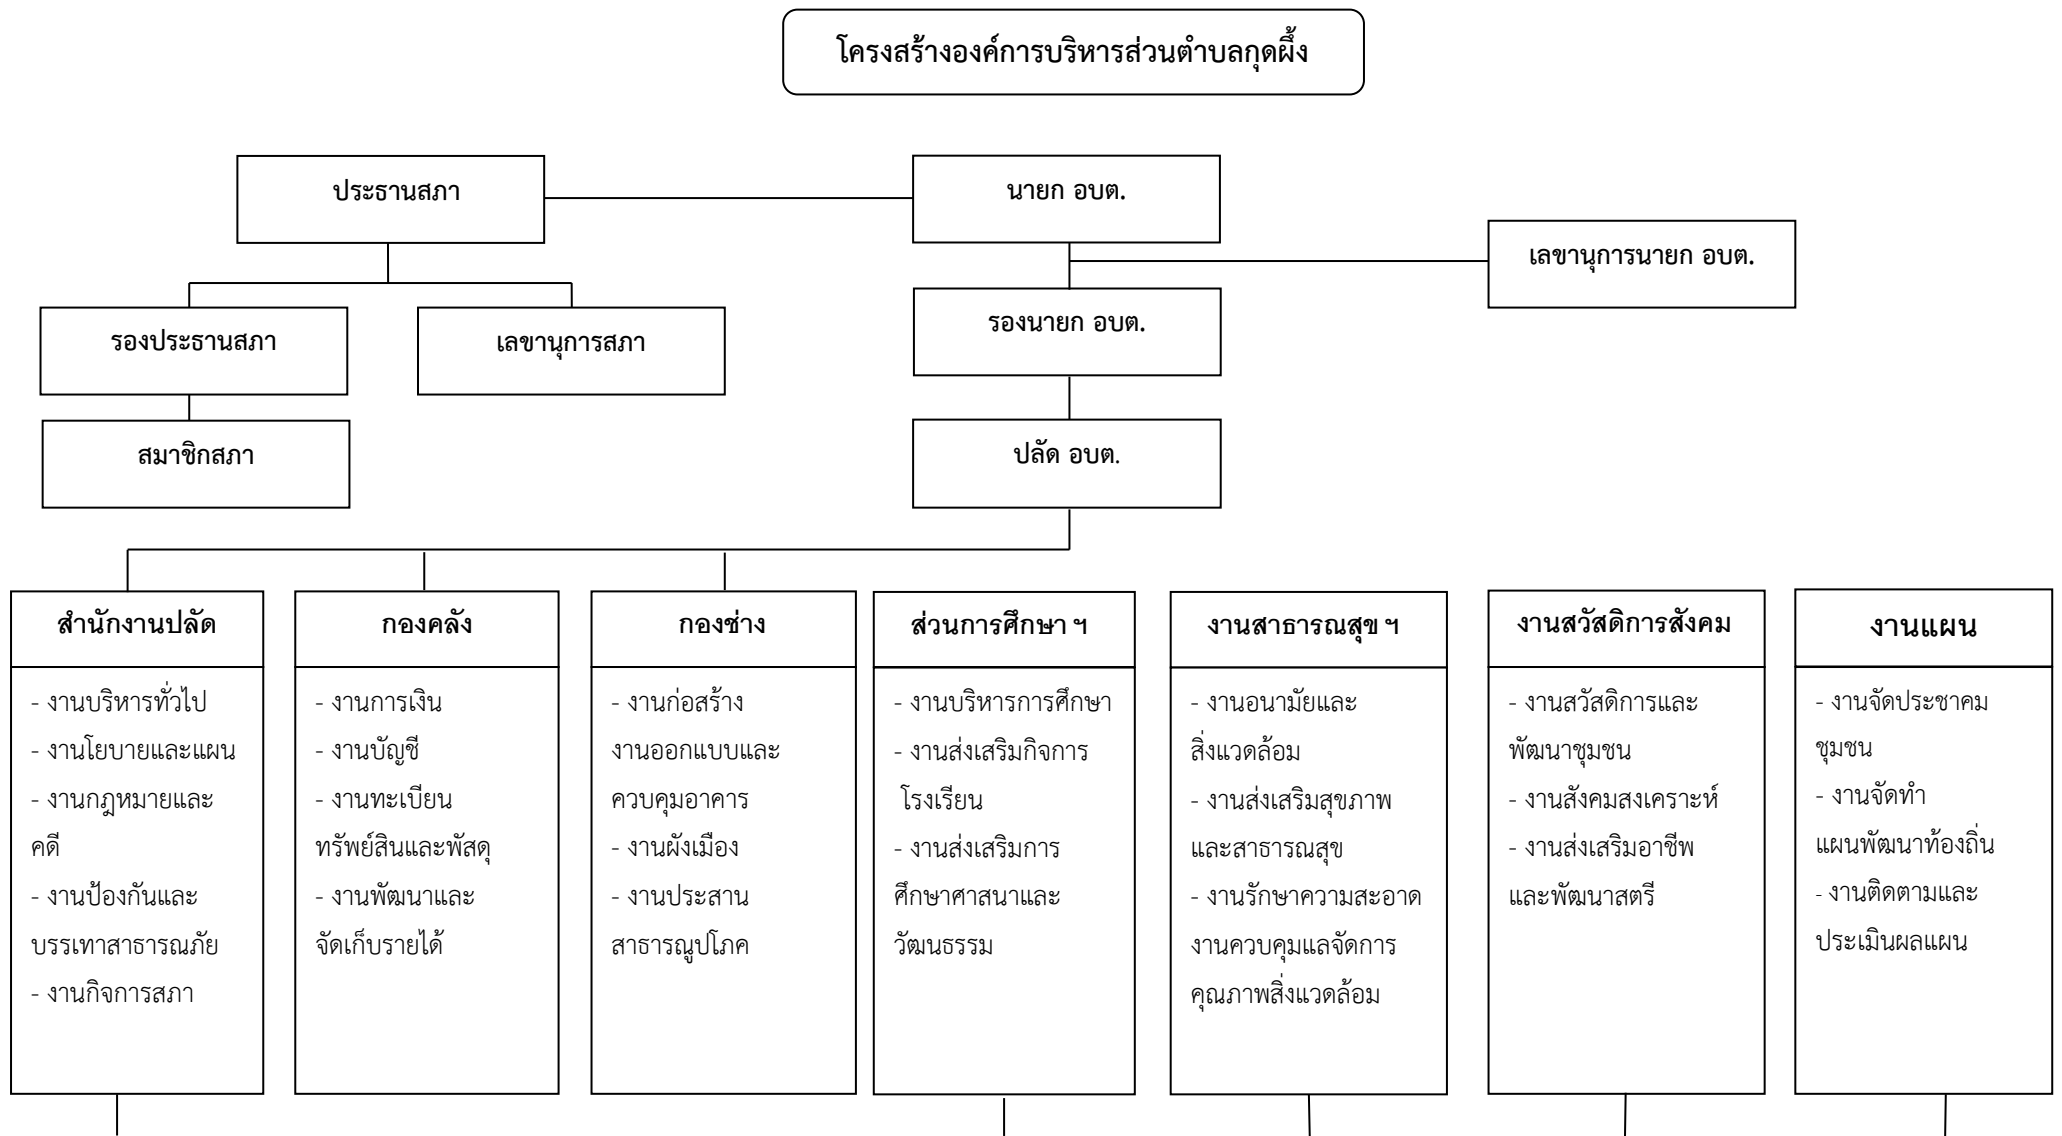 โครงสร้างองค์การบริหารส่วนตำบลกุดผึ้ง
ประธานสภา
นายก อบต.
เลขานุการนายก อบต.
รองประธานสภา
เลขานุการสภา
รองนายก อบต.
สมาชิกสภา
ปลัด อบต.
สำนักงานปลัด
- งานบริหารทั่วไป
- งานโยบายและแผน
- งานกฎหมายและ
คดี
- งานป้องกันและ
บรรเทาสาธารณภัย
- งานกิจการสภา
กองคลัง
- งานการเงิน
- งานบัญชี
- งานทะเบียน
ทรัพย์สินและพัสดุ
- งานพัฒนาและ
จัดเก็บรายได้
กองช่าง
- งานก่อสร้าง
งานออกแบบและ
ควบคุมอาคาร
- งานผังเมือง
- งานประสาน
สาธารณูปโภค
ส่วนการศึกษา ฯ
- งานบริหารการศึกษา
- งานส่งเสริมกิจการ
โรงเรียน
- งานส่งเสริมการ
ศึกษาศาสนาและ
วัฒนธรรม
งานสาธารณสุข ฯ
- งานอนามัยและ
สิ่งแวดล้อม
- งานส่งเสริมสุขภาพ
และสาธารณสุข
- งานรักษาความสะอาด
งานควบคุมแลจัดการ
คุณภาพสิ่งแวดล้อม
งานสวัสดิการสังคม
- งานสวัสดิการและ
พัฒนาชุมชน
- งานสังคมสงเคราะห์
- งานส่งเสริมอาชีพ
และพัฒนาสตรี
งานแผน
- งานจัดประชาคม
ชุมชน
- งานจัดทำ
แผนพัฒนาท้องถิ่น
- งานติดตามและ
ประเมินผลแผน